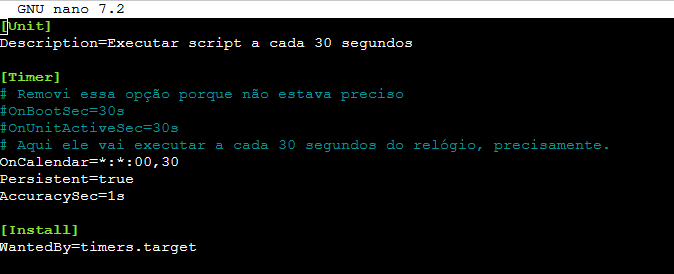 GNU nano 7.2
[Unit]
Description=Executar script a cada 30 segundos
[Timer]
# Removi essa opção porque não estava preciso
#OnBootSec=30s
#OnUnitActiveSec=30s
# Aqui ele vai executar a cada 30 segundos do relógio, precisamente.
OnCalendar=*:*:00,30
Persistent=true
AccuracySec=1s
[Install]
WantedBy=timers.target